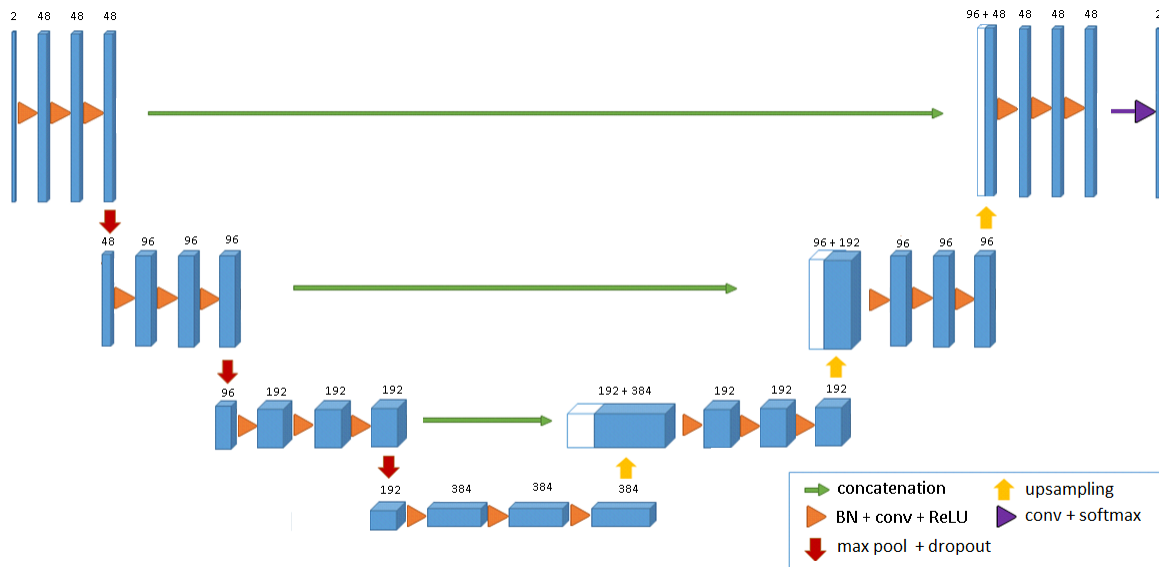 2 48 48 48
96 + 48 48 48 48 2
48 96 96 96
96 + 192 96 96 96
96 192 192 192
192 + 384 192 192 192
192 384 384 384
concatenation
upsampling
BN + conv + ReLU
conv + softmax
max pool + dropout